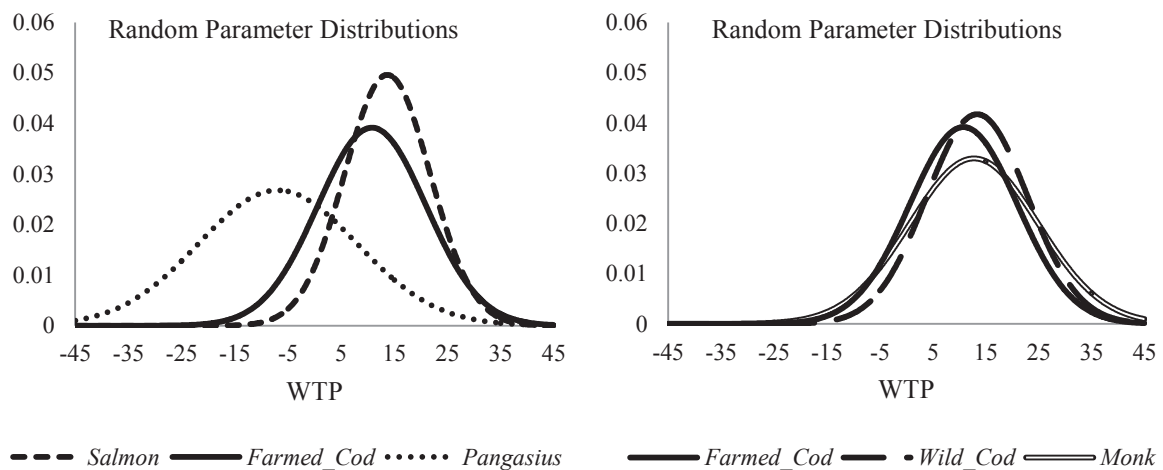 Random Parameter Distributions
0.06
0.05
0.04
0.03
0.02
0.01
0
-45 -35 -25 -15 -5 5 15 25 35 45
WTP
Salmon Farmed_Cod Pangasius
Random Parameter Distributions
0.06
0.05
0.04
0.03
0.02
0.01
0
-45 -35 -25 -15 -5 5 15 25 35 45
WTP
Farmed_Cod Wild_Cod Monk